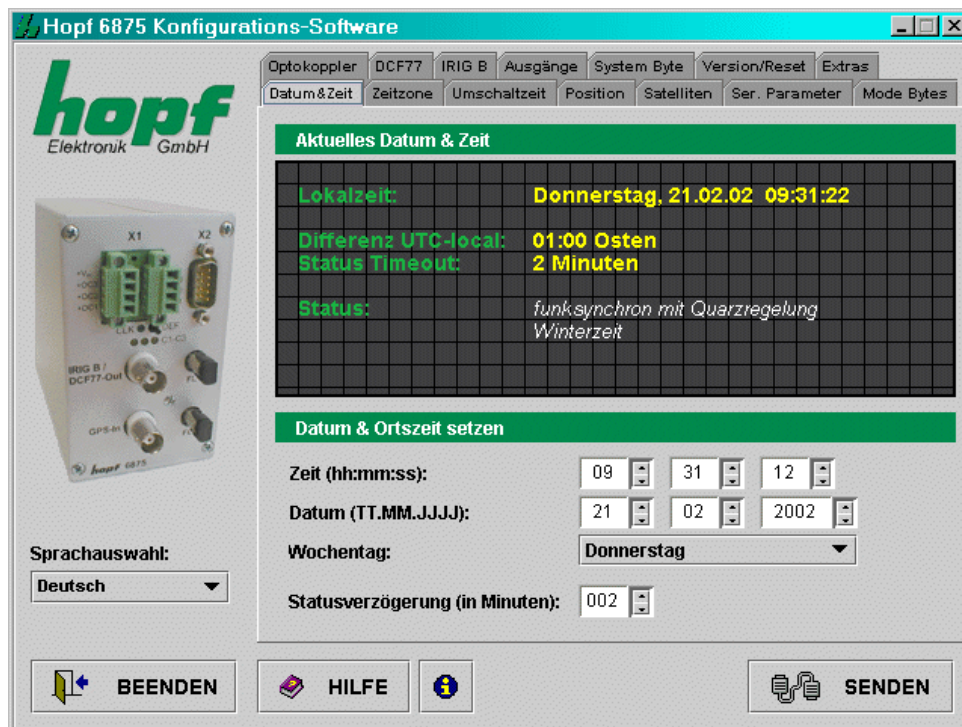 Hopf 6875 Konfigurations-Software
hopf
Elektronik GmbH
Optokoppler DCF77 IRIG B Ausgänge System Byte Version/Reset Extras
Datum&Zeit Zeitzone Umschaltzeit Position Satelliten Ser. Parameter Mode Bytes
Aktuelles Datum & Zeit
Lokalzeit: Donnerstag, 21.02.02 09:31:22
Differenz UTC-local: 01:00 Osten
Status Timeout: 2 Minuten
Status: funksynchron mit Quarzregelung
Winterzeit
X1 X2
CLK
C1-C3
IRIG B /
DCF77-Out
GPS-In
hopf 6875
Datum & Ortszeit setzen
Zeit (hh:mm:ss): 09 31 12
Datum (TT.MM.JJJJ): 21 02 2002
Wochentag: Donnerstag
Statusverzögerung (in Minuten): 002
Sprachauswahl:
Deutsch
BEENDEN HILFE SENDEN